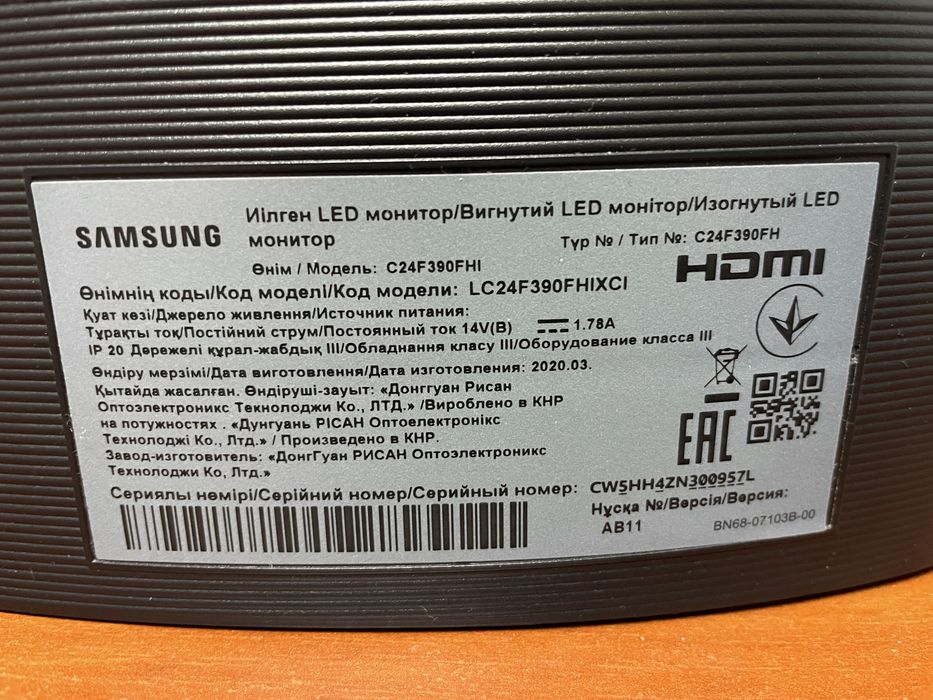 SAMSUNG
Иілген LED монитор/Вигнутий LED монітор/Изогнутый LED
монитор
Түр № / Тип №: C24F390FH
Өнім / Модель: C24F390FHI
HDMI
Өнімнің коды/Код моделі/Код модели: LC24F390FHIXCI
Қуат көзі/Джерело живлення/Источник питания:
Тұрақты ток/Постійний струм/Постоянный ток 14V(В) 1.78A
IP 20 Дәрежелі құрал-жабдық III/Обладнання класу III/Оборудование класса III
Өндіру мерзімі/Дата виготовлення/Дата изготовления: 2020.03.
Қытайда жасалған. Өндіруші-зауыт: «Донггуан Рисан
Оптоэлектроникс Текнолоджи Ко., ЛТД.» /Вироблено в КНР
на потужностях . «Дунгуань РІСАН Оптоелектронікс
Технолоджі Ко., Лтд.» / Произведено в КНР.
Завод-изготовитель: «ДонгГуан РИСАН Оптоэлектроникс
Технолоджи Ко, Лтд.»
EAC
Сериялы нөмірі/Серійний номер/Серийный номер: CW5HH4ZN300957L
Нұсқа №/Версія/Версия:
AB11
BN68-07103B-00